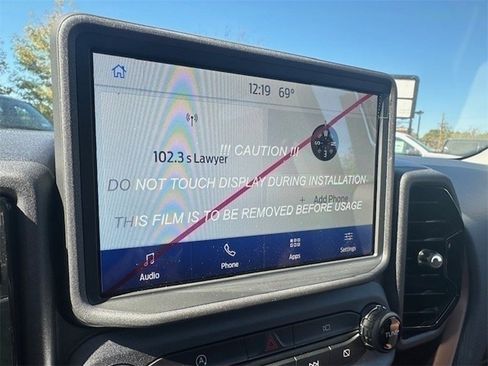 12:19 69°
102.3 s Lawyer
!!! CAUTION !!!
DO NOT TOUCH DISPLAY DURING INSTALLATION
+ Add Phone
THIS FILM IS TO BE REMOVED BEFORE USAGE
Audio
Phone
Apps
Settings
TUNE